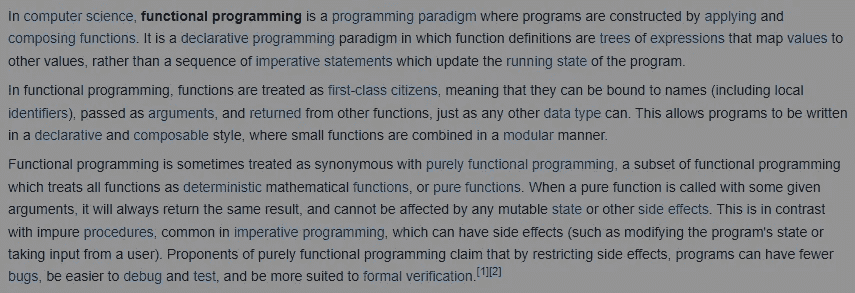 In computer science, functional programming is a programming paradigm where programs are constructed by applying and
composing functions. It is a declarative programming paradigm in which function definitions are trees of expressions that map values to
other values, rather than a sequence of imperative statements which update the running state of the program.
In functional programming, functions are treated as first-class citizens, meaning that they can be bound to names (including local
identifiers), passed as arguments, and returned from other functions, just as any other data type can. This allows programs to be written
in a declarative and composable style, where small functions are combined in a modular manner.
Functional programming is sometimes treated as synonymous with purely functional programming, a subset of functional programming
which treats all functions as deterministic mathematical functions, or pure functions. When a pure function is called with some given
arguments, it will always return the same result, and cannot be affected by any mutable state or other side effects. This is in contrast
with impure procedures, common in imperative programming, which can have side effects (such as modifying the program's state or
taking input from a user). Proponents of purely functional programming claim that by restricting side effects, programs can have fewer
bugs, be easier to debug and test, and be more suited to formal verification.[1][2]